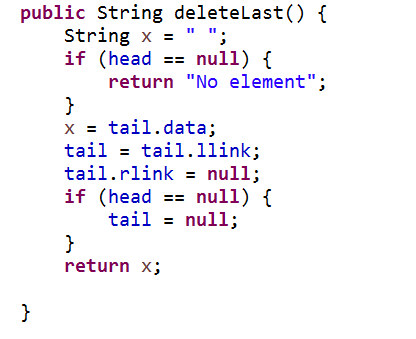 public String deleteLast() {
    String x = " ";
    if (head == null) {
        return "No element";
    }
    x = tail.data;
    tail = tail.llink;
    tail.rlink = null;
    if (head == null) {
        tail = null;
    }
    return x;

}